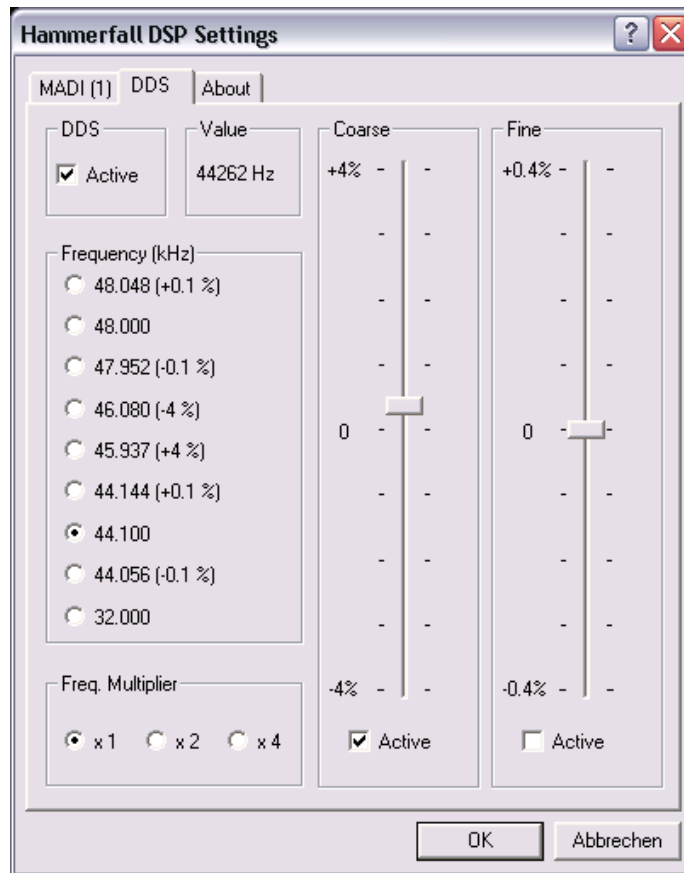 Hammerfall DSP Settings
MADI (1) DDS About
DDS
Active
Value
44262 Hz
Frequency (kHz)
48.048 (+0.1 %)
48.000
47.952 (-0.1 %)
46.080 (-4 %)
45.937 (+4 %)
44.144 (+0.1 %)
44.100
44.056 (-0.1 %)
32.000
Freq. Multiplier
x 1 x 2 x 4
Coarse
+4%
0
-4%
Active
Fine
+0.4%
0
-0.4%
Active
OK Abbrechen